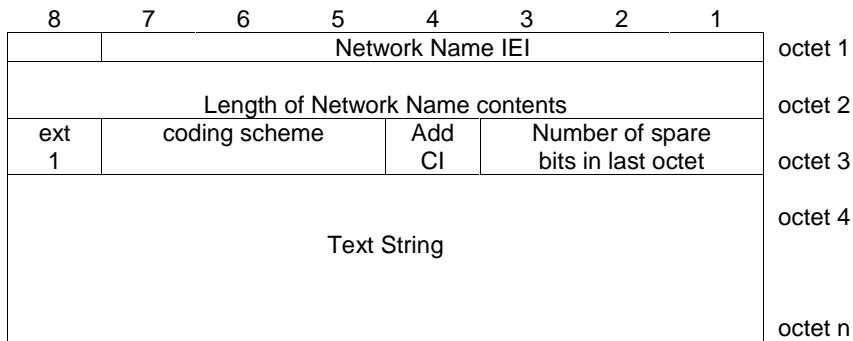 8 7 6 5 4 3 2 1
Network Name IEI octet 1
Length of Network Name contents octet 2
ext coding scheme Add Number of spare
1 CI bits in last octet octet 3
octet 4
Text String
octet n